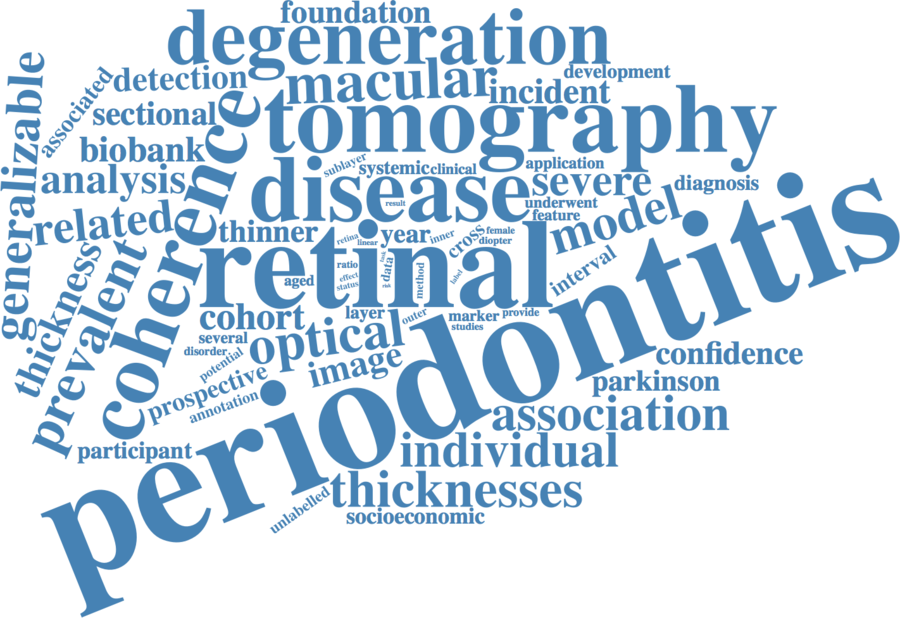 foundation
degeneration
development
detection
macular
incident
associated
sectional
tomography
generalizable
biobank
coherence
sublayer
systemic
clinical
application
analysis
disease
severe
diagnosis
result
underwent
feature
related
thinner
retina
linear
year
inner
cross
female
diopter
model
periodontitis
thickness
prevalent
retinal
aged
ratio
effect
status
task
data
risk
method
label
interval
cohort
layer
outer
marker
provide
studies
several
disorder
optical
potential
image
confidence
prospective
parkinson
annotation
association
participant
individual
thicknesses
unlabelled
socioeconomic